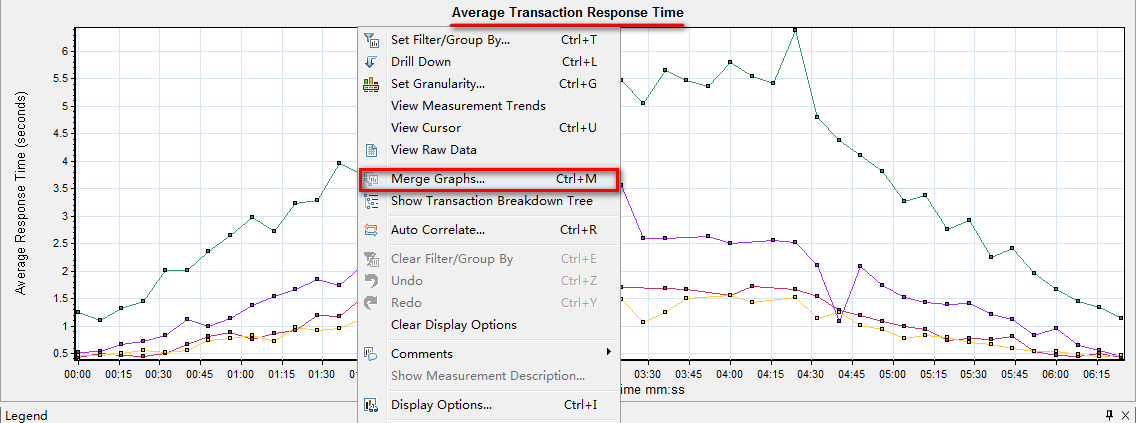 Average Transaction Response Time
Average Response Time (seconds)
6
5.5
5
4.5
4
3.5
3
2.5
2
1.5
1
0.5
Set Filter/Group By... Ctrl+T
Drill Down Ctrl+L
Set Granularity... Ctrl+G
View Measurement Trends
View Cursor Ctrl+U
View Raw Data
Merge Graphs... Ctrl+M
Show Transaction Breakdown Tree
Auto Correlate... Ctrl+R
Clear Filter/Group By Ctrl+E
Undo Ctrl+Z
Redo Ctrl+Y
Clear Display Options
Comments
Show Measurement Description...
Display Options... Ctrl+I
00:00 00:15 00:30 00:45 01:00 01:15 01:30 03:30 03:45 04:00 04:15 04:30 04:45 05:00 05:15 05:30 05:45 06:00 06:15
ime mm:ss
Legend